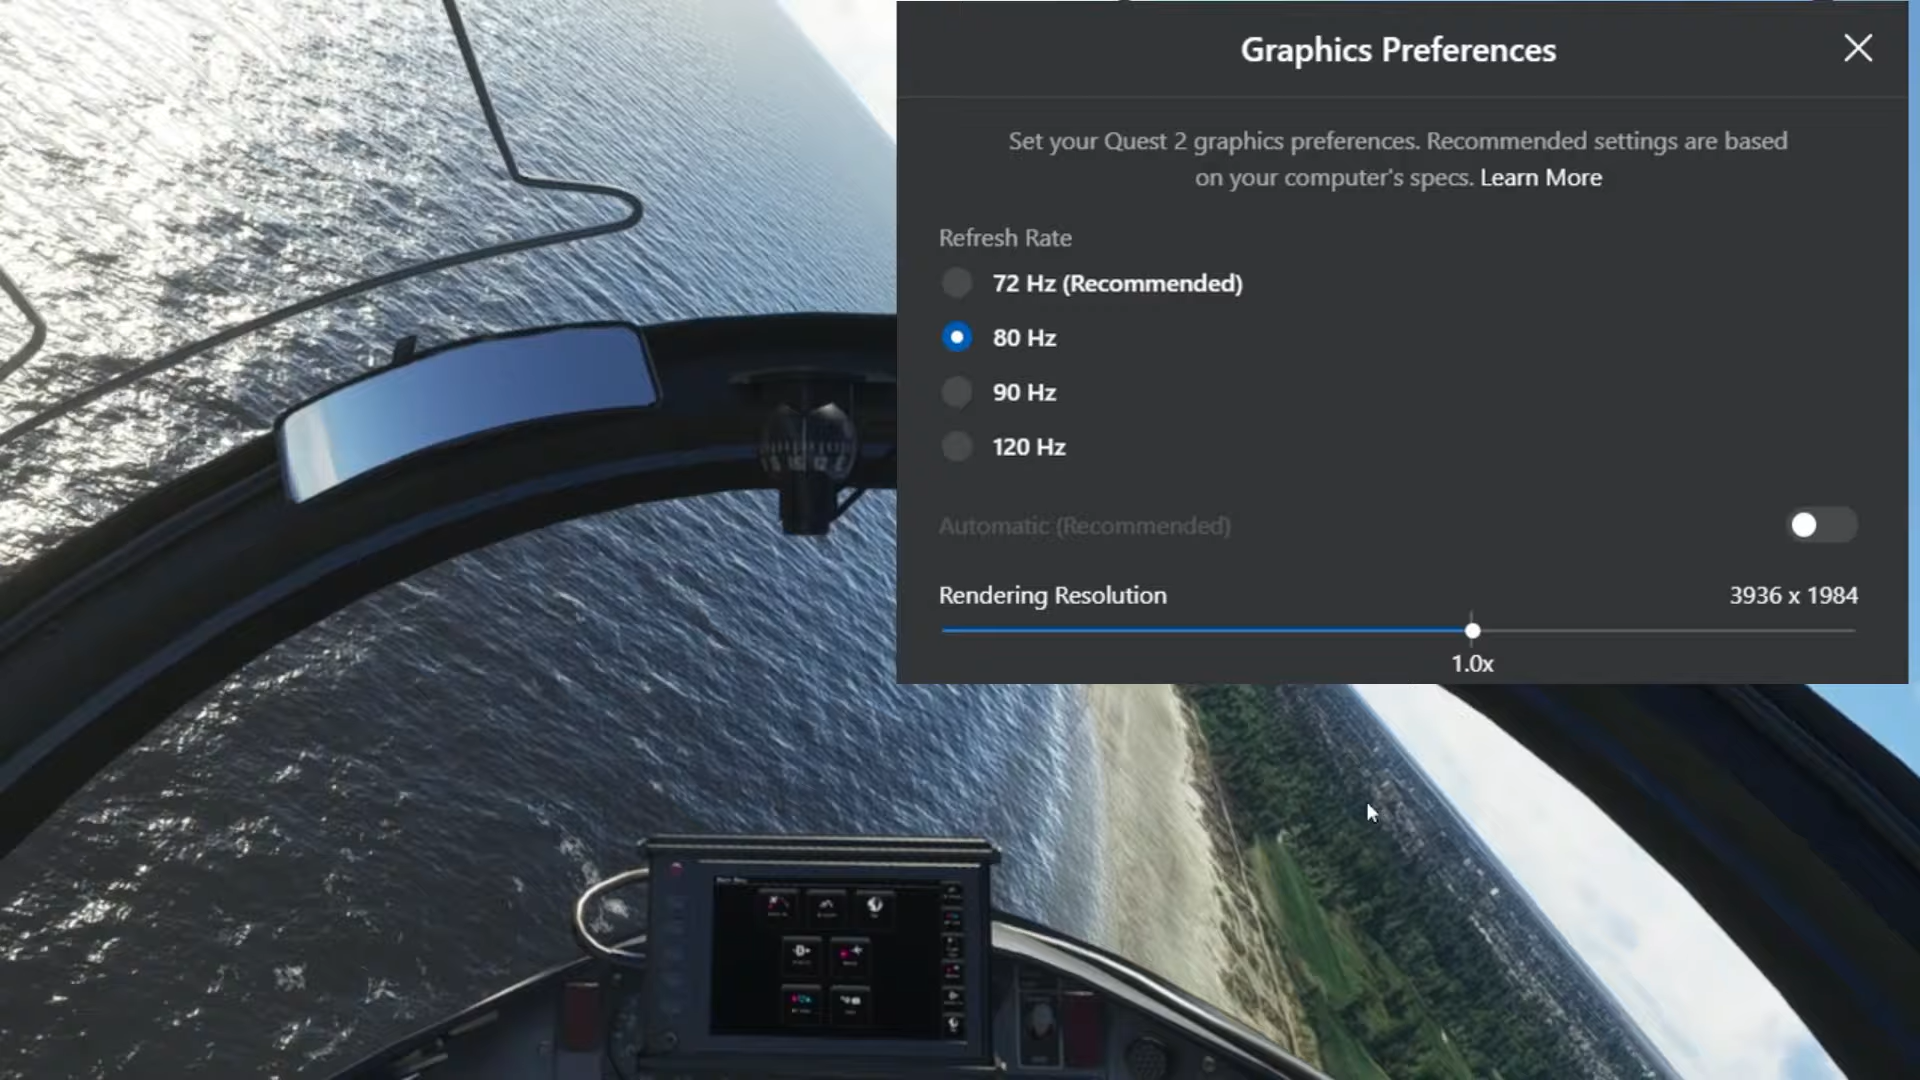 Graphics Preferences
Set your Quest 2 graphics preferences. Recommended settings are based
on your computer's specs. Learn More
Refresh Rate
72 Hz (Recommended)
80 Hz
90 Hz
120 Hz
Automatic (Recommended)
Rendering Resolution
3936 x 1984
1.0x